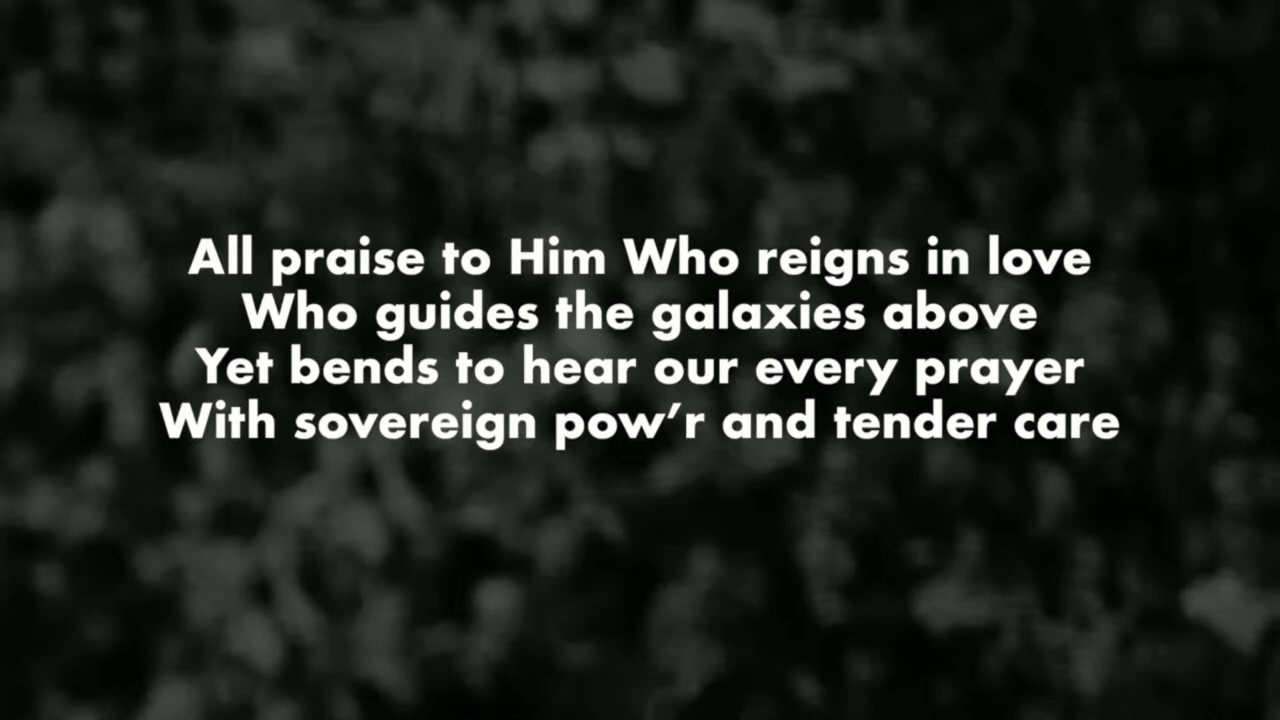 All praise to Him Who reigns in love
Who guides the galaxies above
Yet bends to hear our every prayer
With sovereign pow’r and tender care